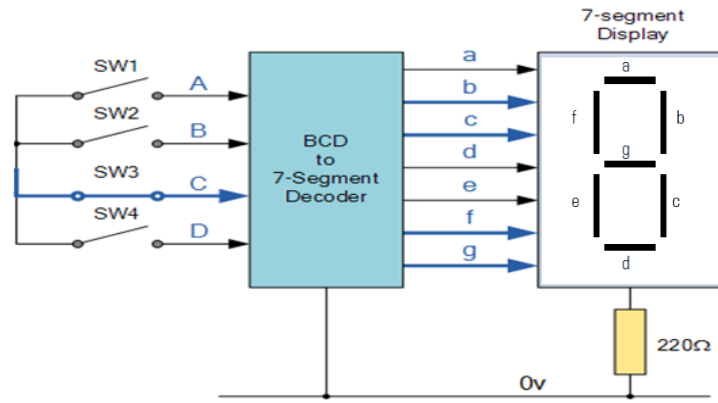 7-segment
Display
SW1
A
SW2
B
SW3
C
SW4
D
BCD
to
7-Segment
Decoder
a
b
c
d
e
f
g
a
f
b
g
e
c
d
220Ω
0v